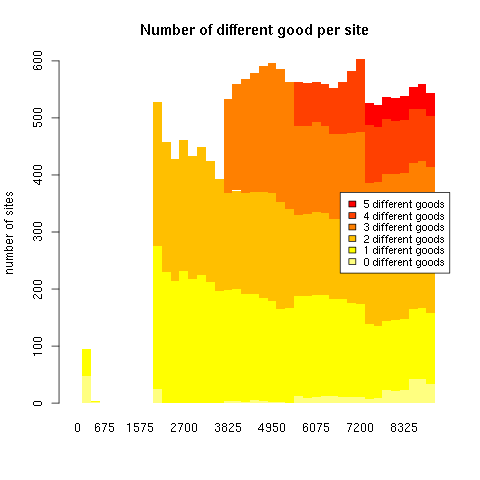 Number of different good per site
number of sites
600
500
400
300
200
100
0
5 different goods
4 different goods
3 different goods
2 different goods
1 different goods
0 different goods
0 675 1575 2700 3825 4950 6075 7200 8325